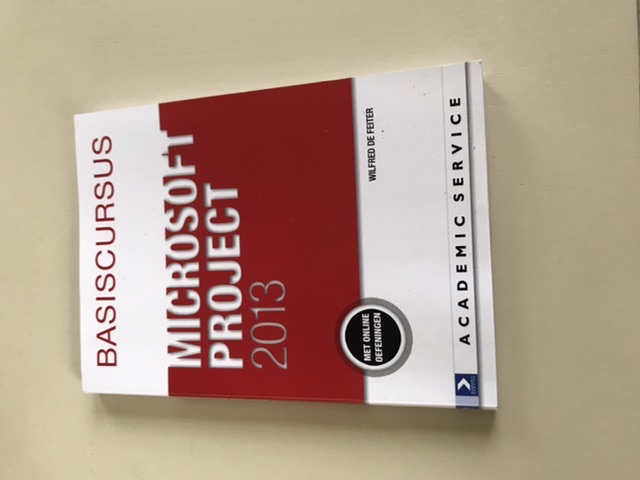 BASISCURSUS
MICROSOFT
PROJECT
2013
WILFRED DE FEITER
MET ONLINE
OEFENINGEN
ACADEMIC SERVICE